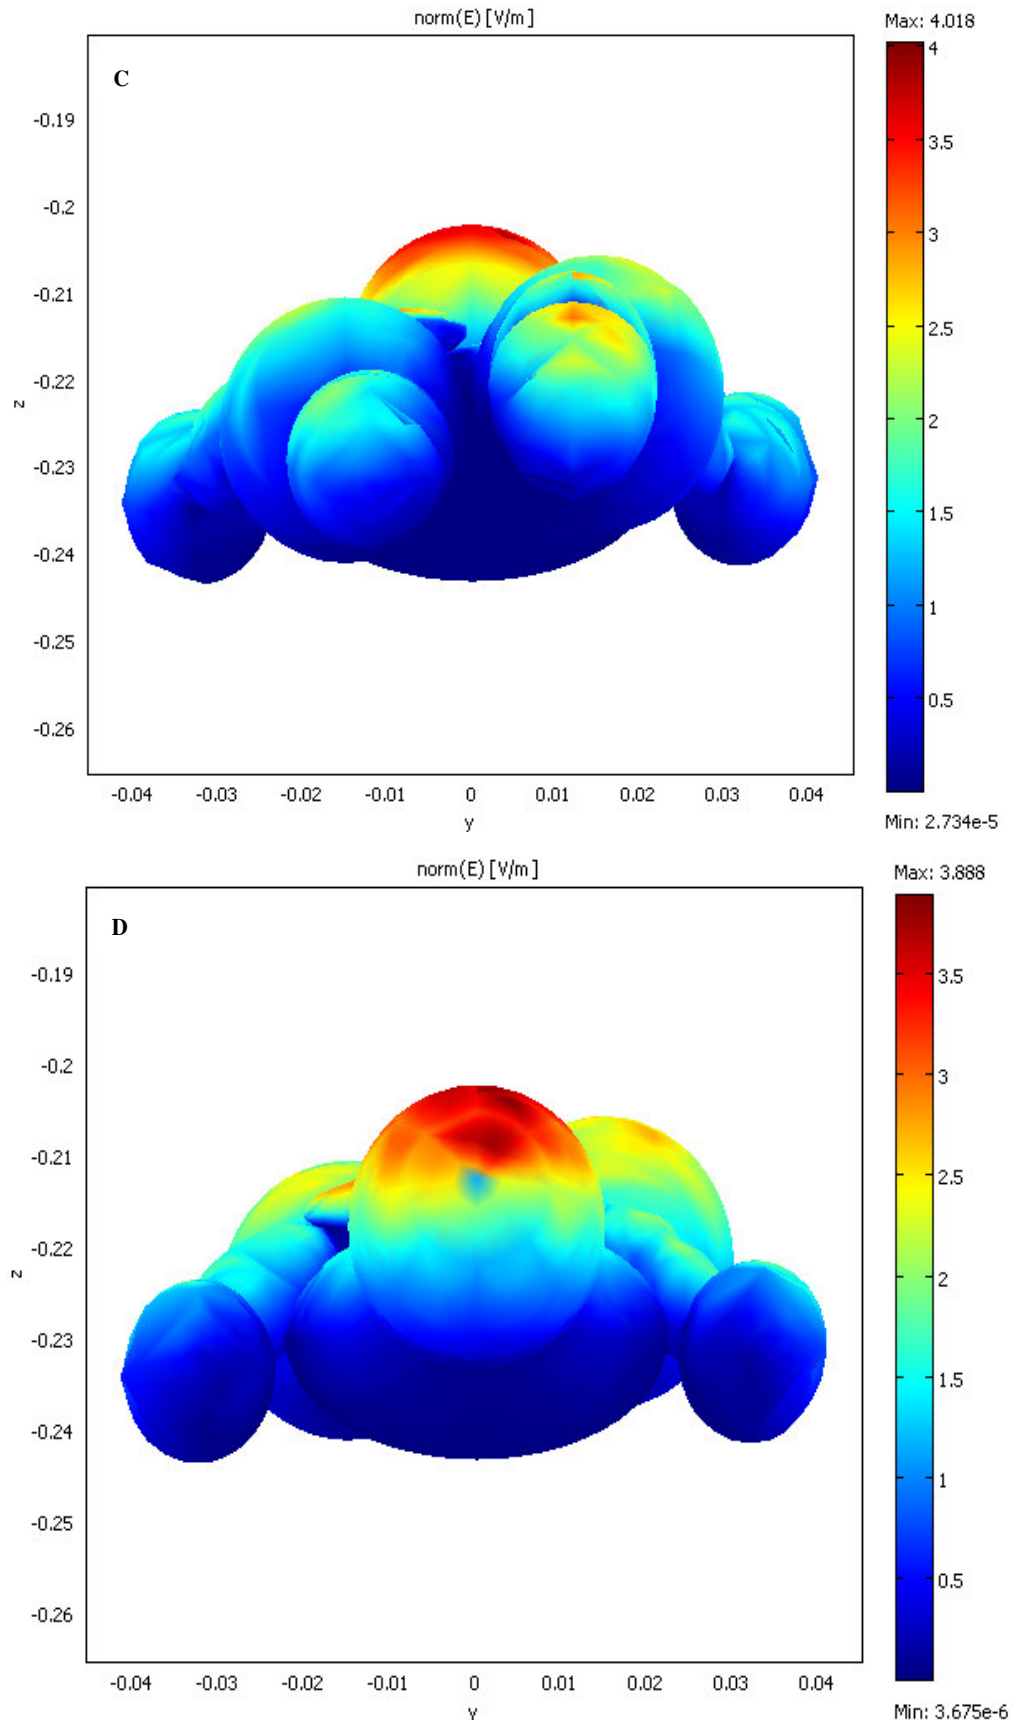 norm(E) [V/m]
Max: 4.018
C
4
3.5
3
2.5
2
1.5
1
0.5
-0.19
-0.2
-0.21
-0.22
-0.23
-0.24
-0.25
-0.26
z
-0.04 -0.03 -0.02 -0.01 0 0.01 0.02 0.03 0.04
y
Min: 2.734e-5
norm(E) [V/m]
Max: 3.888
D
3.5
3
2.5
2
1.5
1
0.5
-0.19
-0.2
-0.21
-0.22
-0.23
-0.24
-0.25
-0.26
z
-0.04 -0.03 -0.02 -0.01 0 0.01 0.02 0.03 0.04
y
Min: 3.675e-6